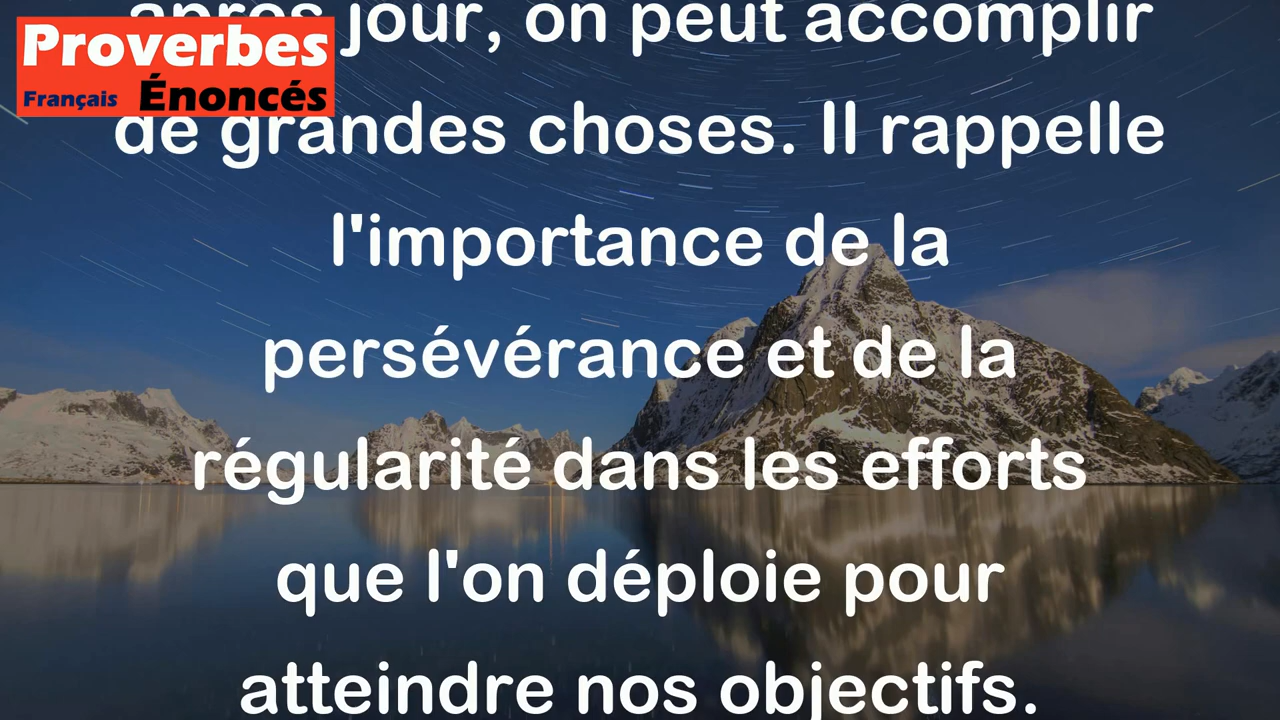 Proverbes
Français Énoncés
après jour, on peut accomplir
de grandes choses. Il rappelle
l'importance de la
persévérance et de la
régularité dans les efforts
que l'on déploie pour
atteindre nos objectifs.